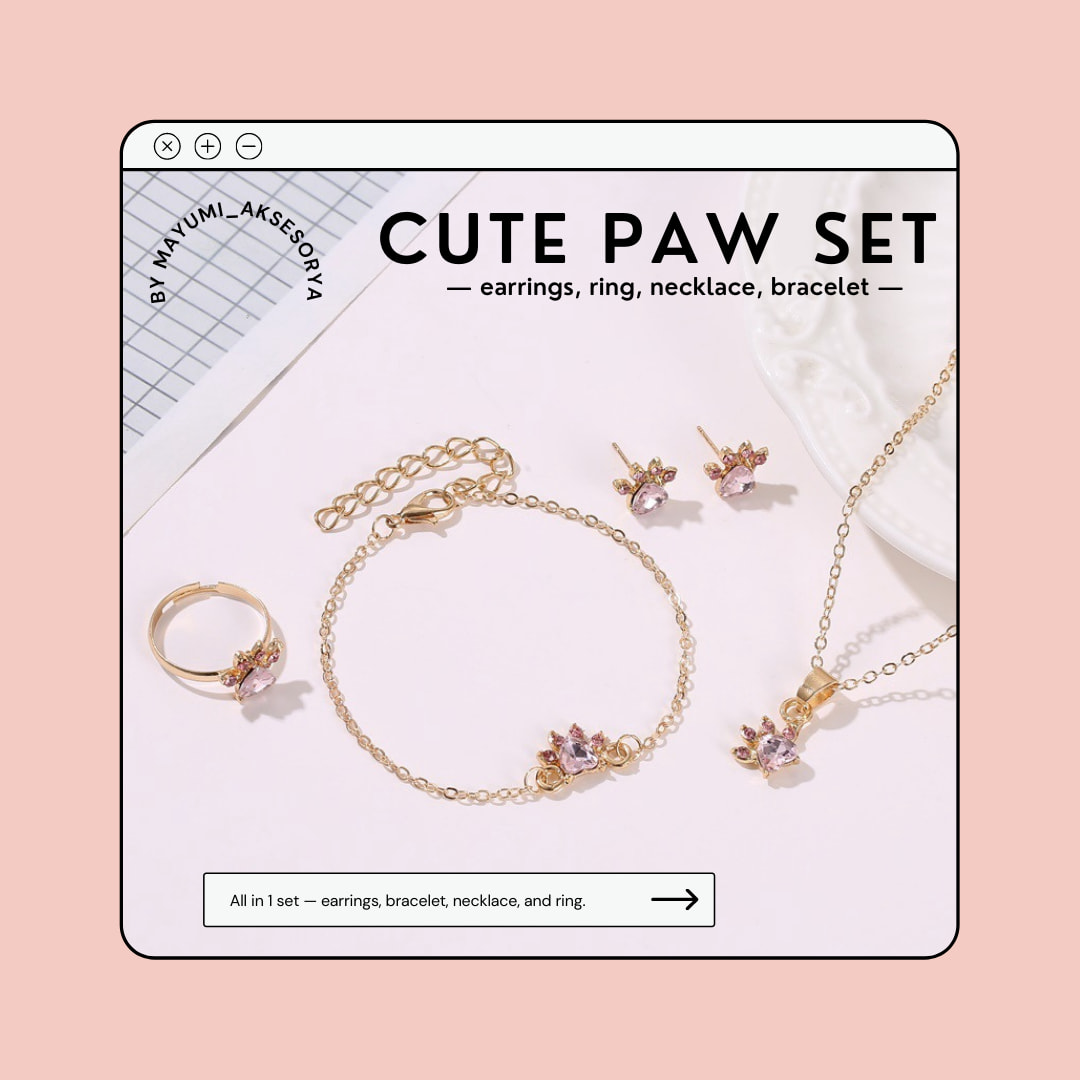 BY MAYUMI_AKSESORYA
CUTE PAW SET
— earrings, ring, necklace, bracelet —
All in 1 set — earrings, bracelet, necklace, and ring.